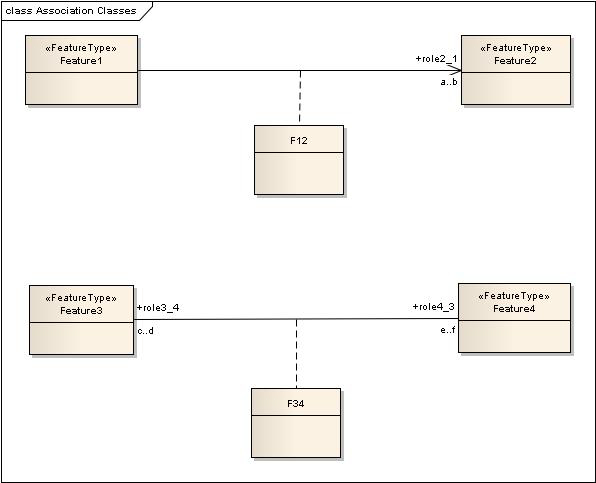 class Association Classes
«FeatureType»
Feature1
+role2_1
a..b
«FeatureType»
Feature2
F12
«FeatureType»
Feature3
+role3_4
c..d
+role4_3
e..f
«FeatureType»
Feature4
F34